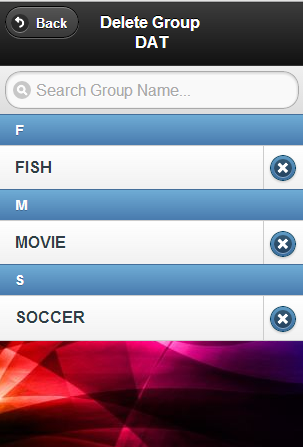 Back
Delete Group
DAT
Search Group Name...
F
FISH
M
MOVIE
S
SOCCER